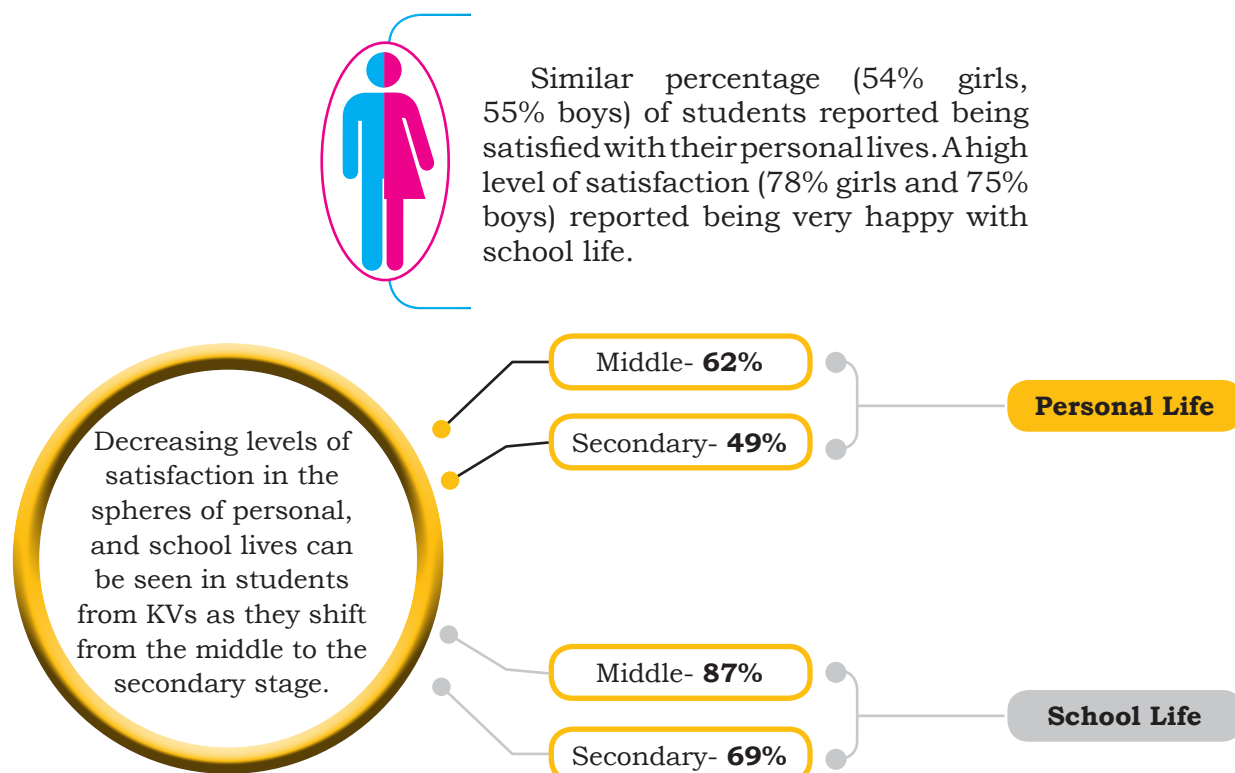 Similar percentage (54% girls,
55% boys) of students reported being
satisfied with their personal lives. A high
level of satisfaction (78% girls and 75%
boys) reported being very happy with
school life.
Decreasing levels of
satisfaction in the
spheres of personal,
and school lives can
be seen in students
from KVs as they shift
from the middle to the
secondary stage.
Middle- 62%
Secondary- 49%
Personal Life
Middle- 87%
Secondary- 69%
School Life